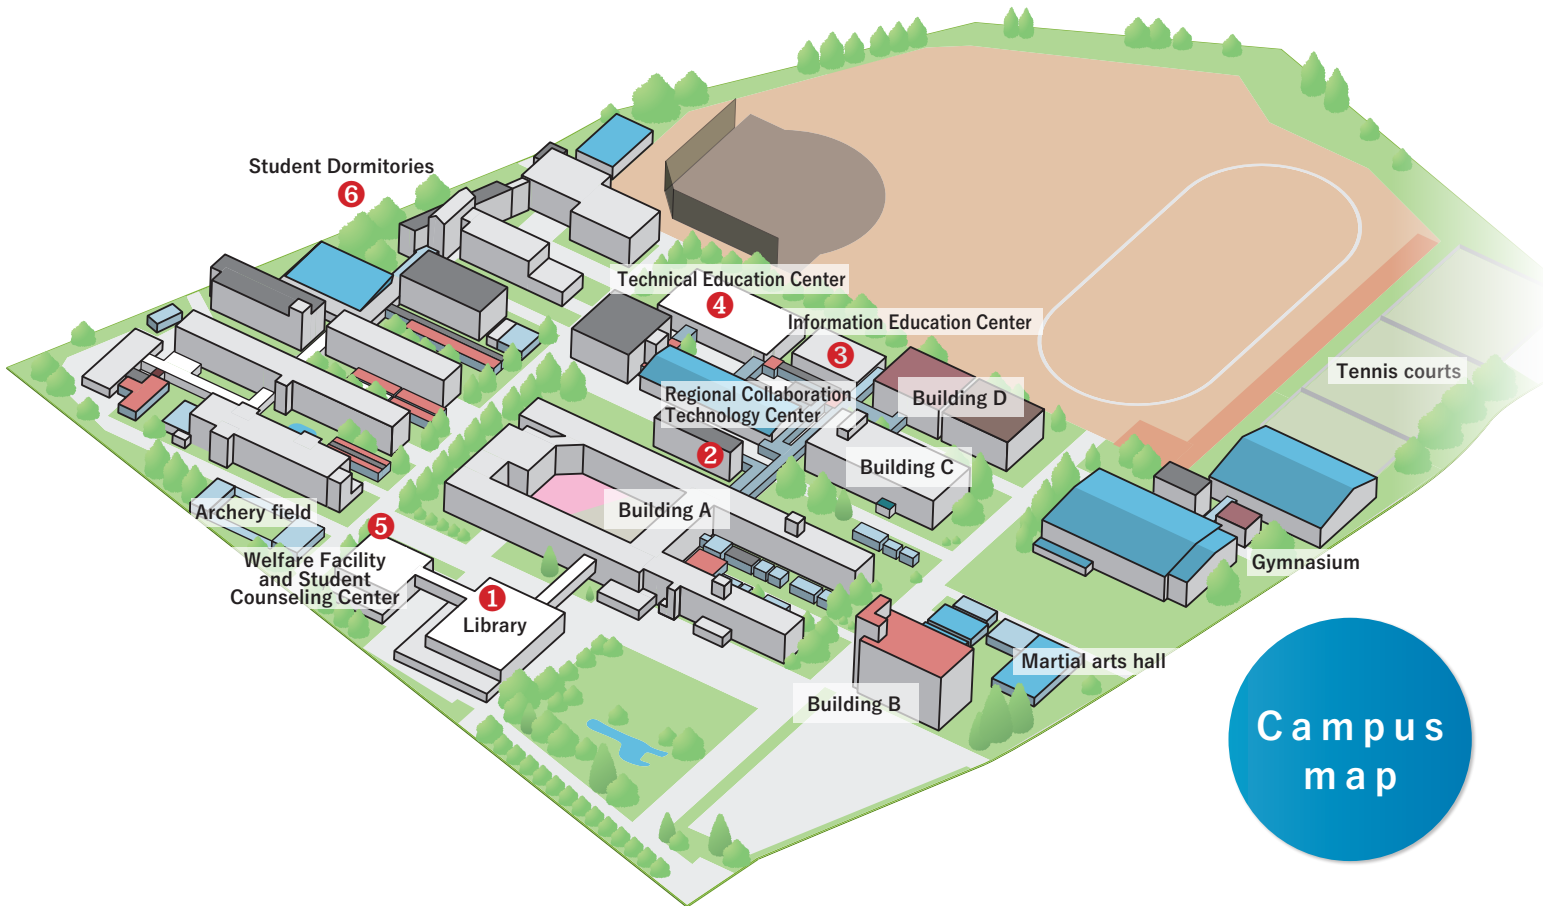 Student Dormitories
6
Technical Education Center
4
Information Education Center
3
Tennis courts
Regional Collaboration
Technology Center
2
Building D
Building C
Building A
Archery field
5
Welfare Facility
and Student
Counseling Center
1
Library
Gymnasium
Martial arts hall
Building B
Campus
map